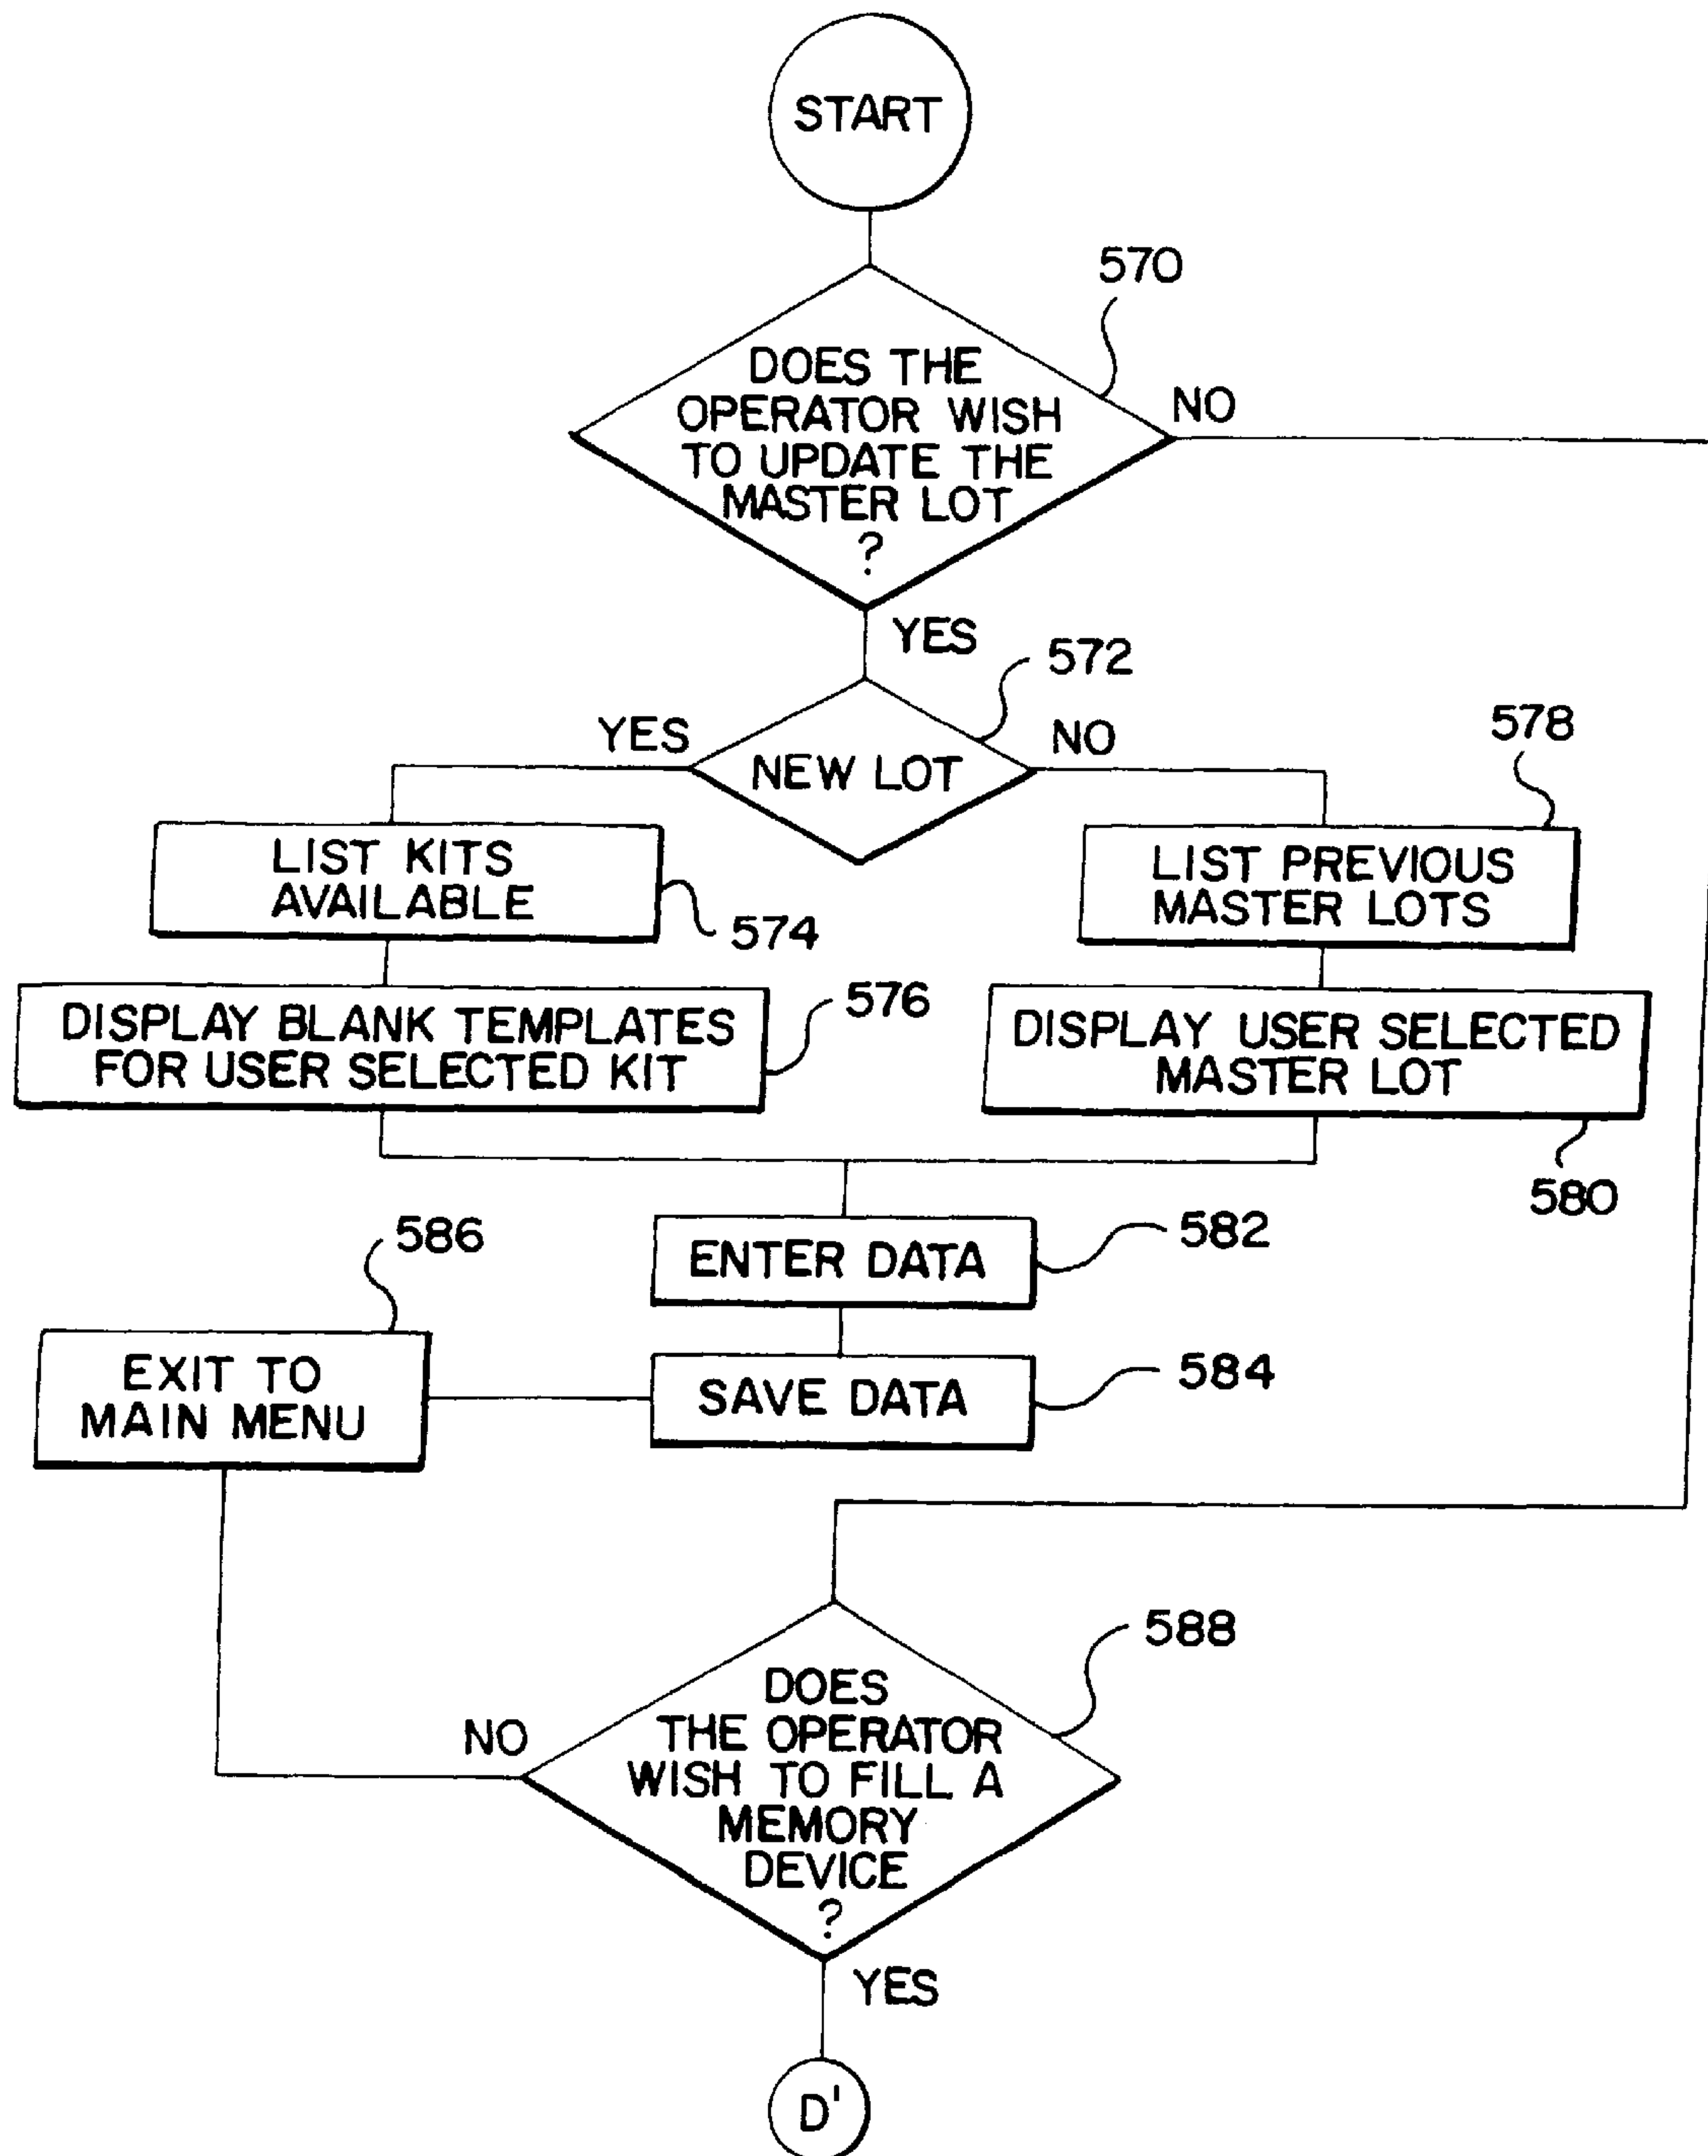 START
570
DOES THE
OPERATOR WISH
TO UPDATE THE
MASTER LOT
?
NO
YES
572
YES
NEW LOT
NO
578
LIST KITS
AVAILABLE
574
LIST PREVIOUS
MASTER LOTS
DISPLAY BLANK TEMPLATES
FOR USER SELECTED KIT
576
DISPLAY USER SELECTED
MASTER LOT
580
586
ENTER DATA
582
EXIT TO
MAIN MENU
SAVE DATA
584
588
DOES
THE OPERATOR
WISH TO FILL A
MEMORY
DEVICE
?
NO
YES
D'